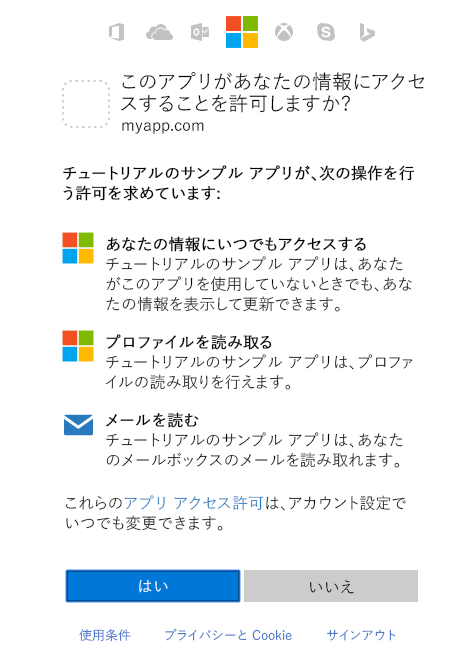 このアプリがあなたの情報にアクセ
スすることを許可しますか?
myapp.com
チュートリアルのサンプル アプリが、次の操作を行
う許可を求めています:
あなたの情報にいつでもアクセスする
チュートリアルのサンプル アプリは、あなた
がこのアプリを使用していないときでも、あな
たの情報を表示して更新できます。
プロファイルを読み取る
チュートリアルのサンプル アプリは、プロファ
イルの読み取りを行えます。
メールを読む
チュートリアルのサンプル アプリは、あなた
のメールボックスのメールを読み取れます。
これらのアプリ アクセス許可は、アカウント設定で
いつでも変更できます。
はい
いいえ
使用条件
プライバシーと Cookie
サインアウト